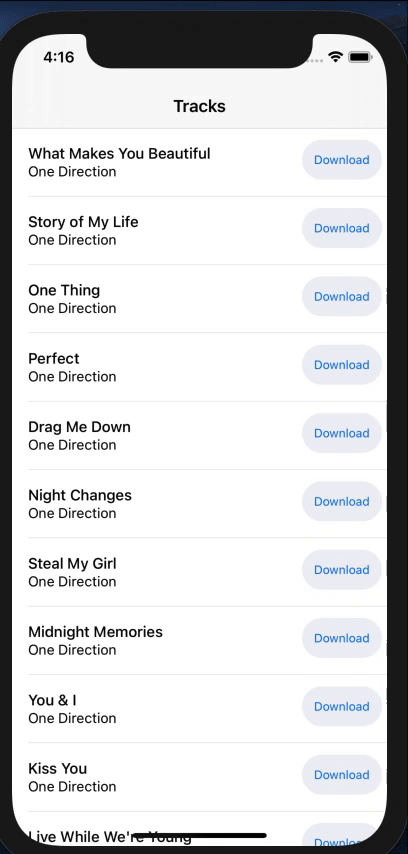 4:16
Tracks
What Makes You Beautiful
One Direction
Download
Story of My Life
One Direction
Download
One Thing
One Direction
Download
Perfect
One Direction
Download
Drag Me Down
One Direction
Download
Night Changes
One Direction
Download
Steal My Girl
One Direction
Download
Midnight Memories
One Direction
Download
You & I
One Direction
Download
Kiss You
One Direction
Download
Live While We're Young
Download